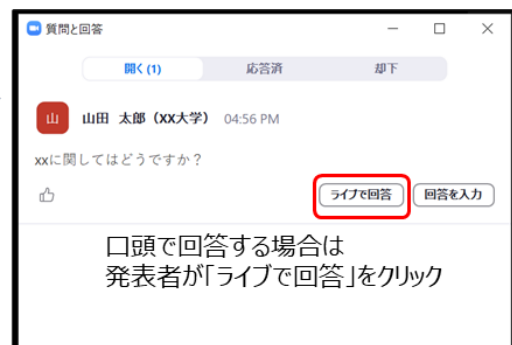 質問と回答
開く(1) 応答済 却下
山 山田 太郎（XX大学） 04:56 PM
xxに関してはどうですか？
ライブで回答 回答を入力
口頭で回答する場合は
発表者が「ライブで回答」をクリック